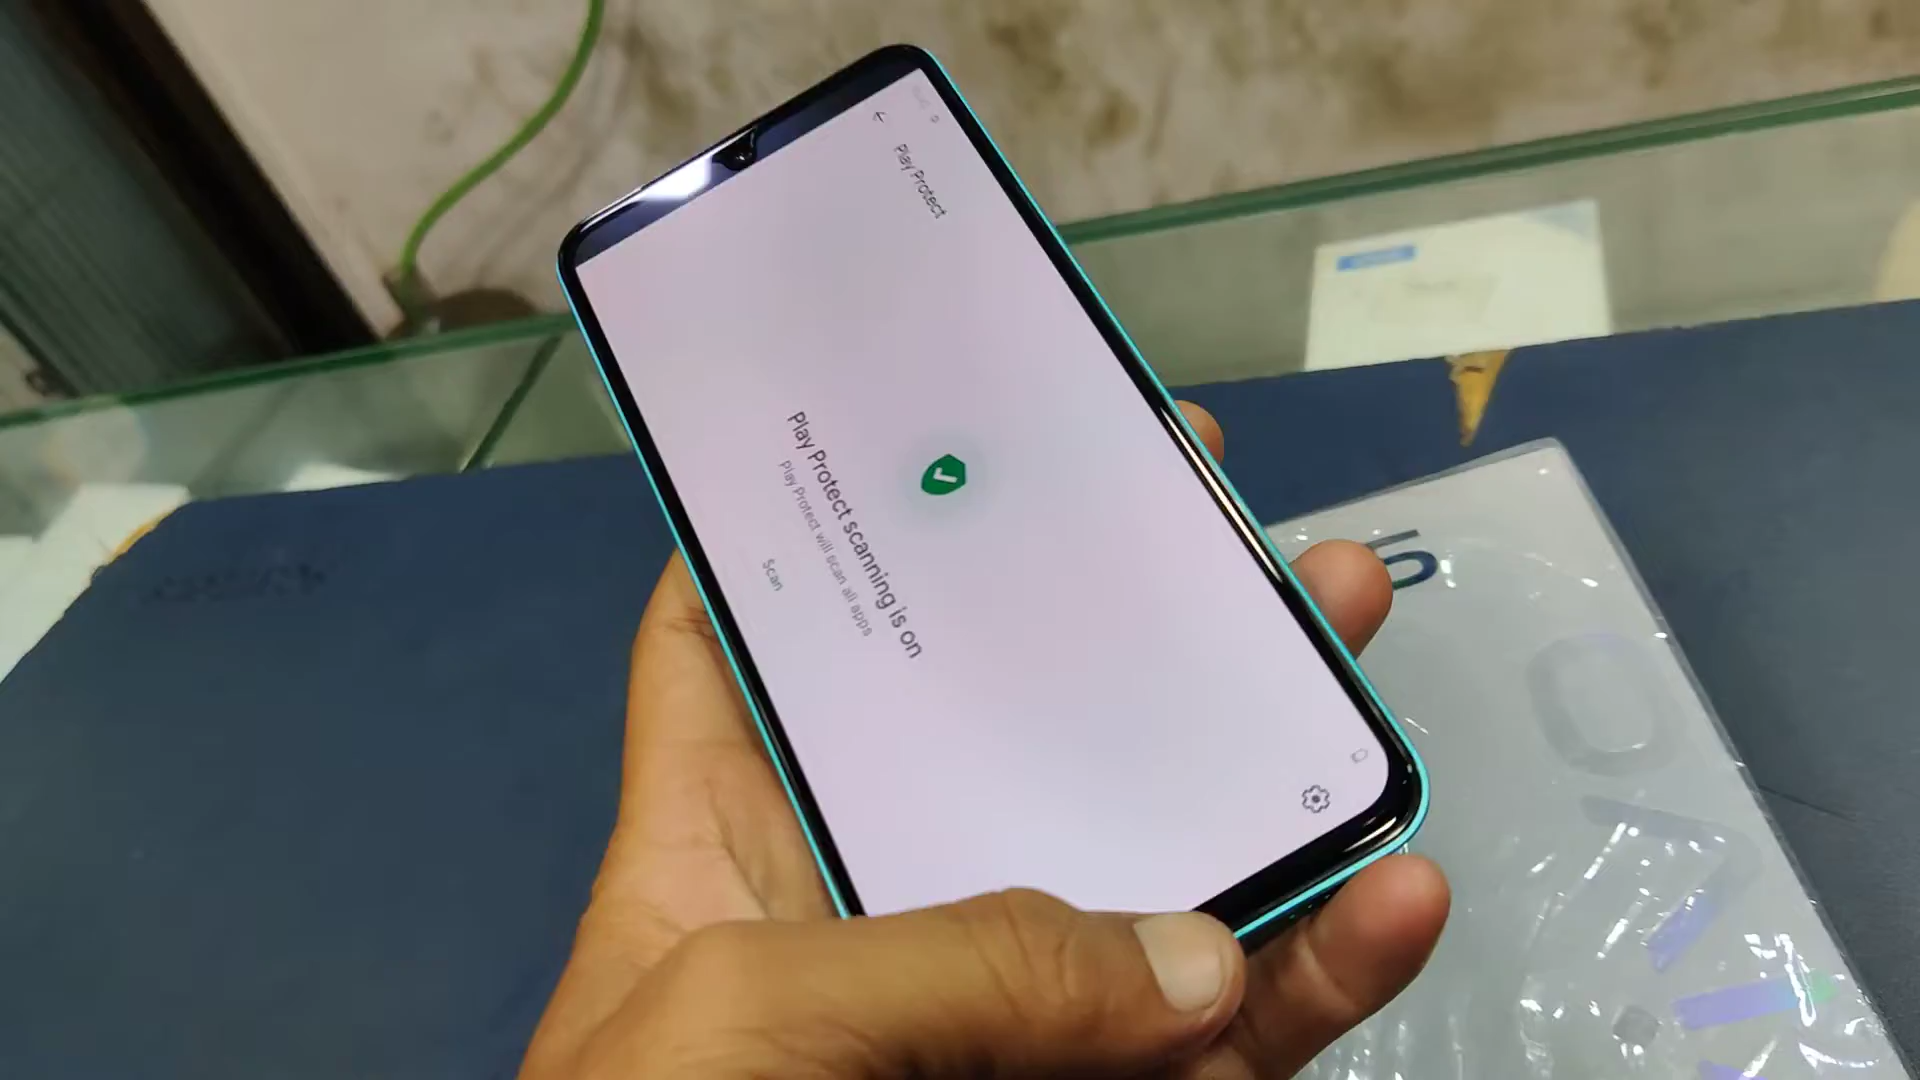 Play Protect
Play Protect scanning is on
Play Protect will scan all apps
Scan